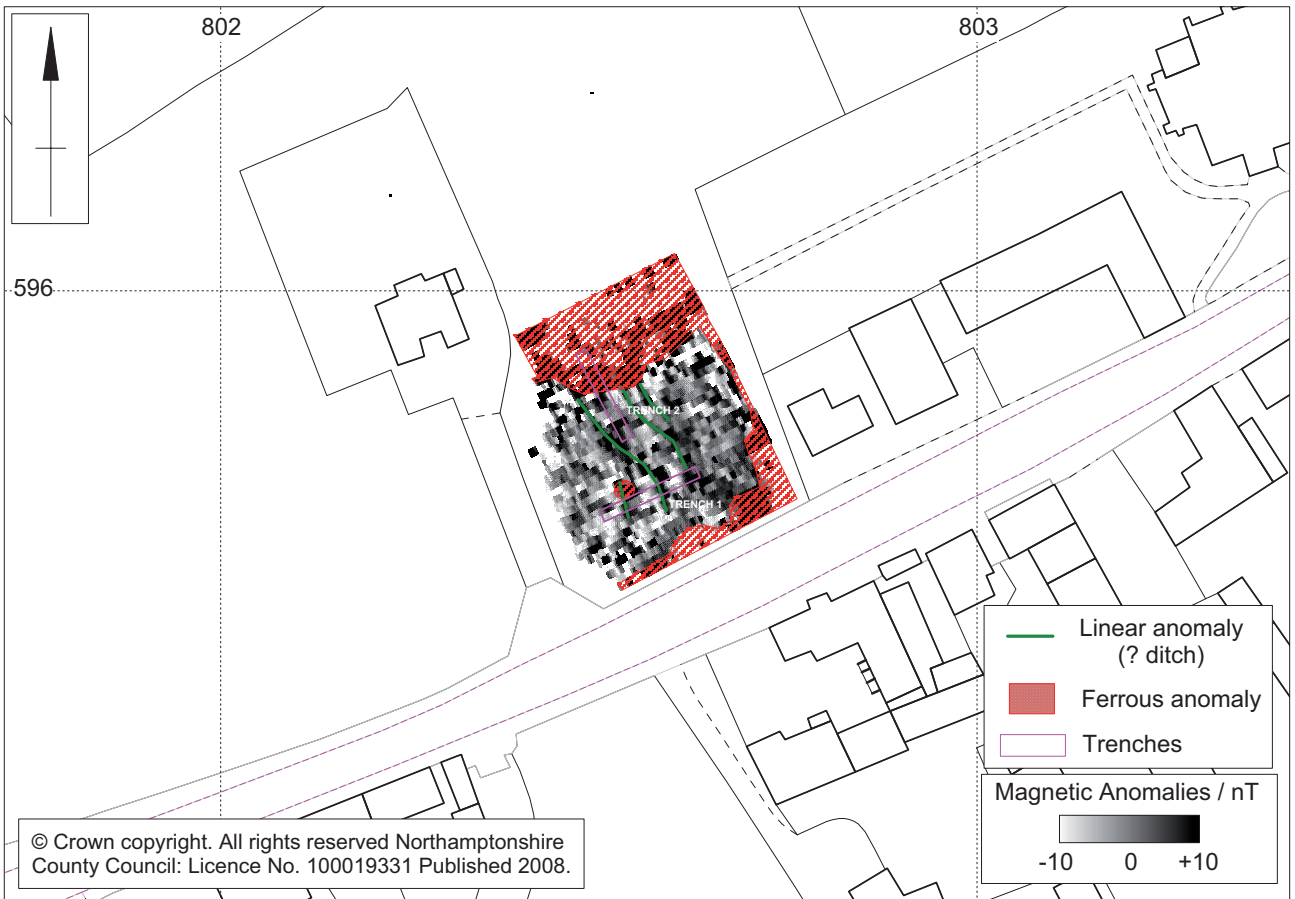 802
803
596
TRENCH 2
TRENCH 1
Linear anomaly
(? ditch)
Ferrous anomaly
Trenches
Magnetic Anomalies / nT
-10 0 +10
© Crown copyright. All rights reserved Northamptonshire
County Council: Licence No. 100019331 Published 2008.